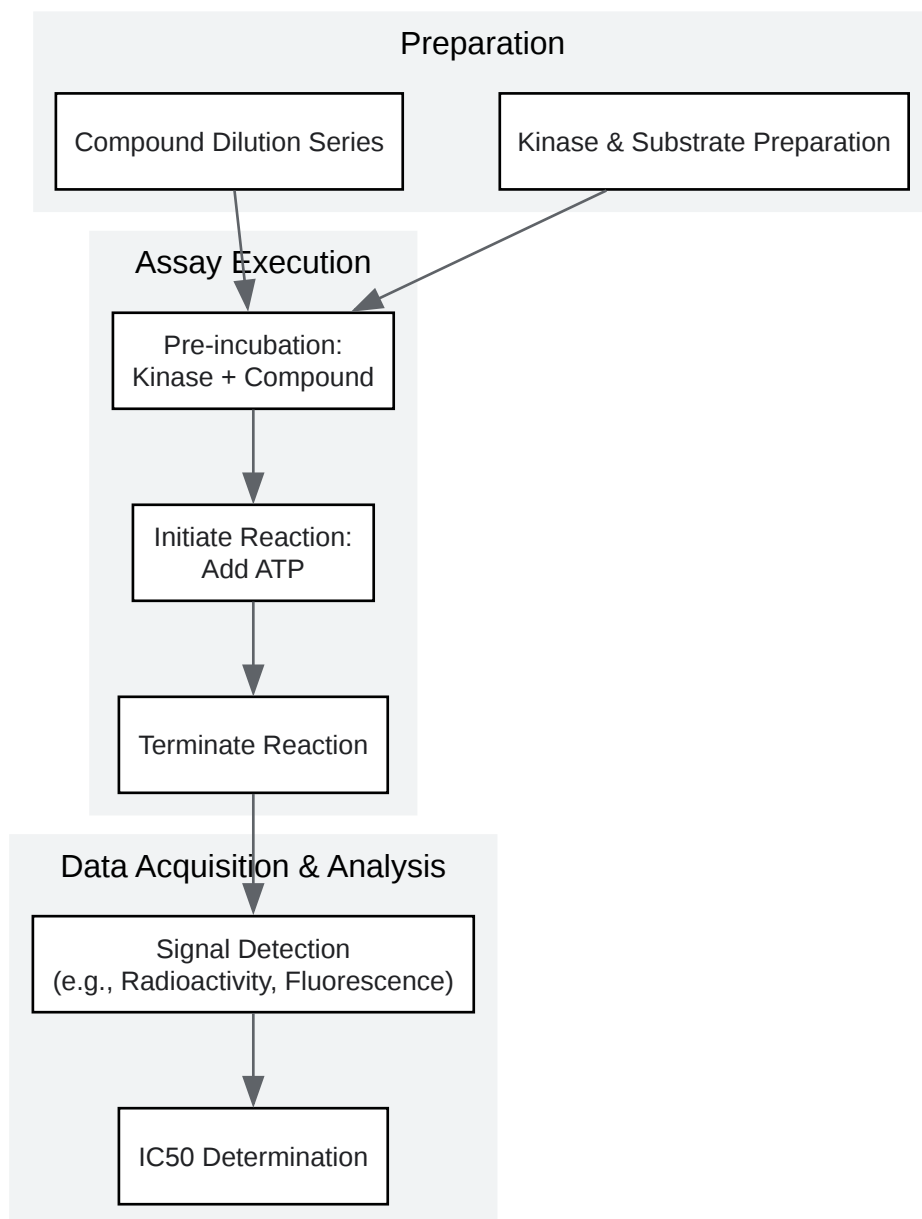 Preparation
Compound Dilution Series
Kinase & Substrate Preparation
Assay Execution
Pre-incubation:
Kinase + Compound
Initiate Reaction:
Add ATP
Terminate Reaction
Data Acquisition & Analysis
Signal Detection
(e.g., Radioactivity, Fluorescence)
IC50 Determination